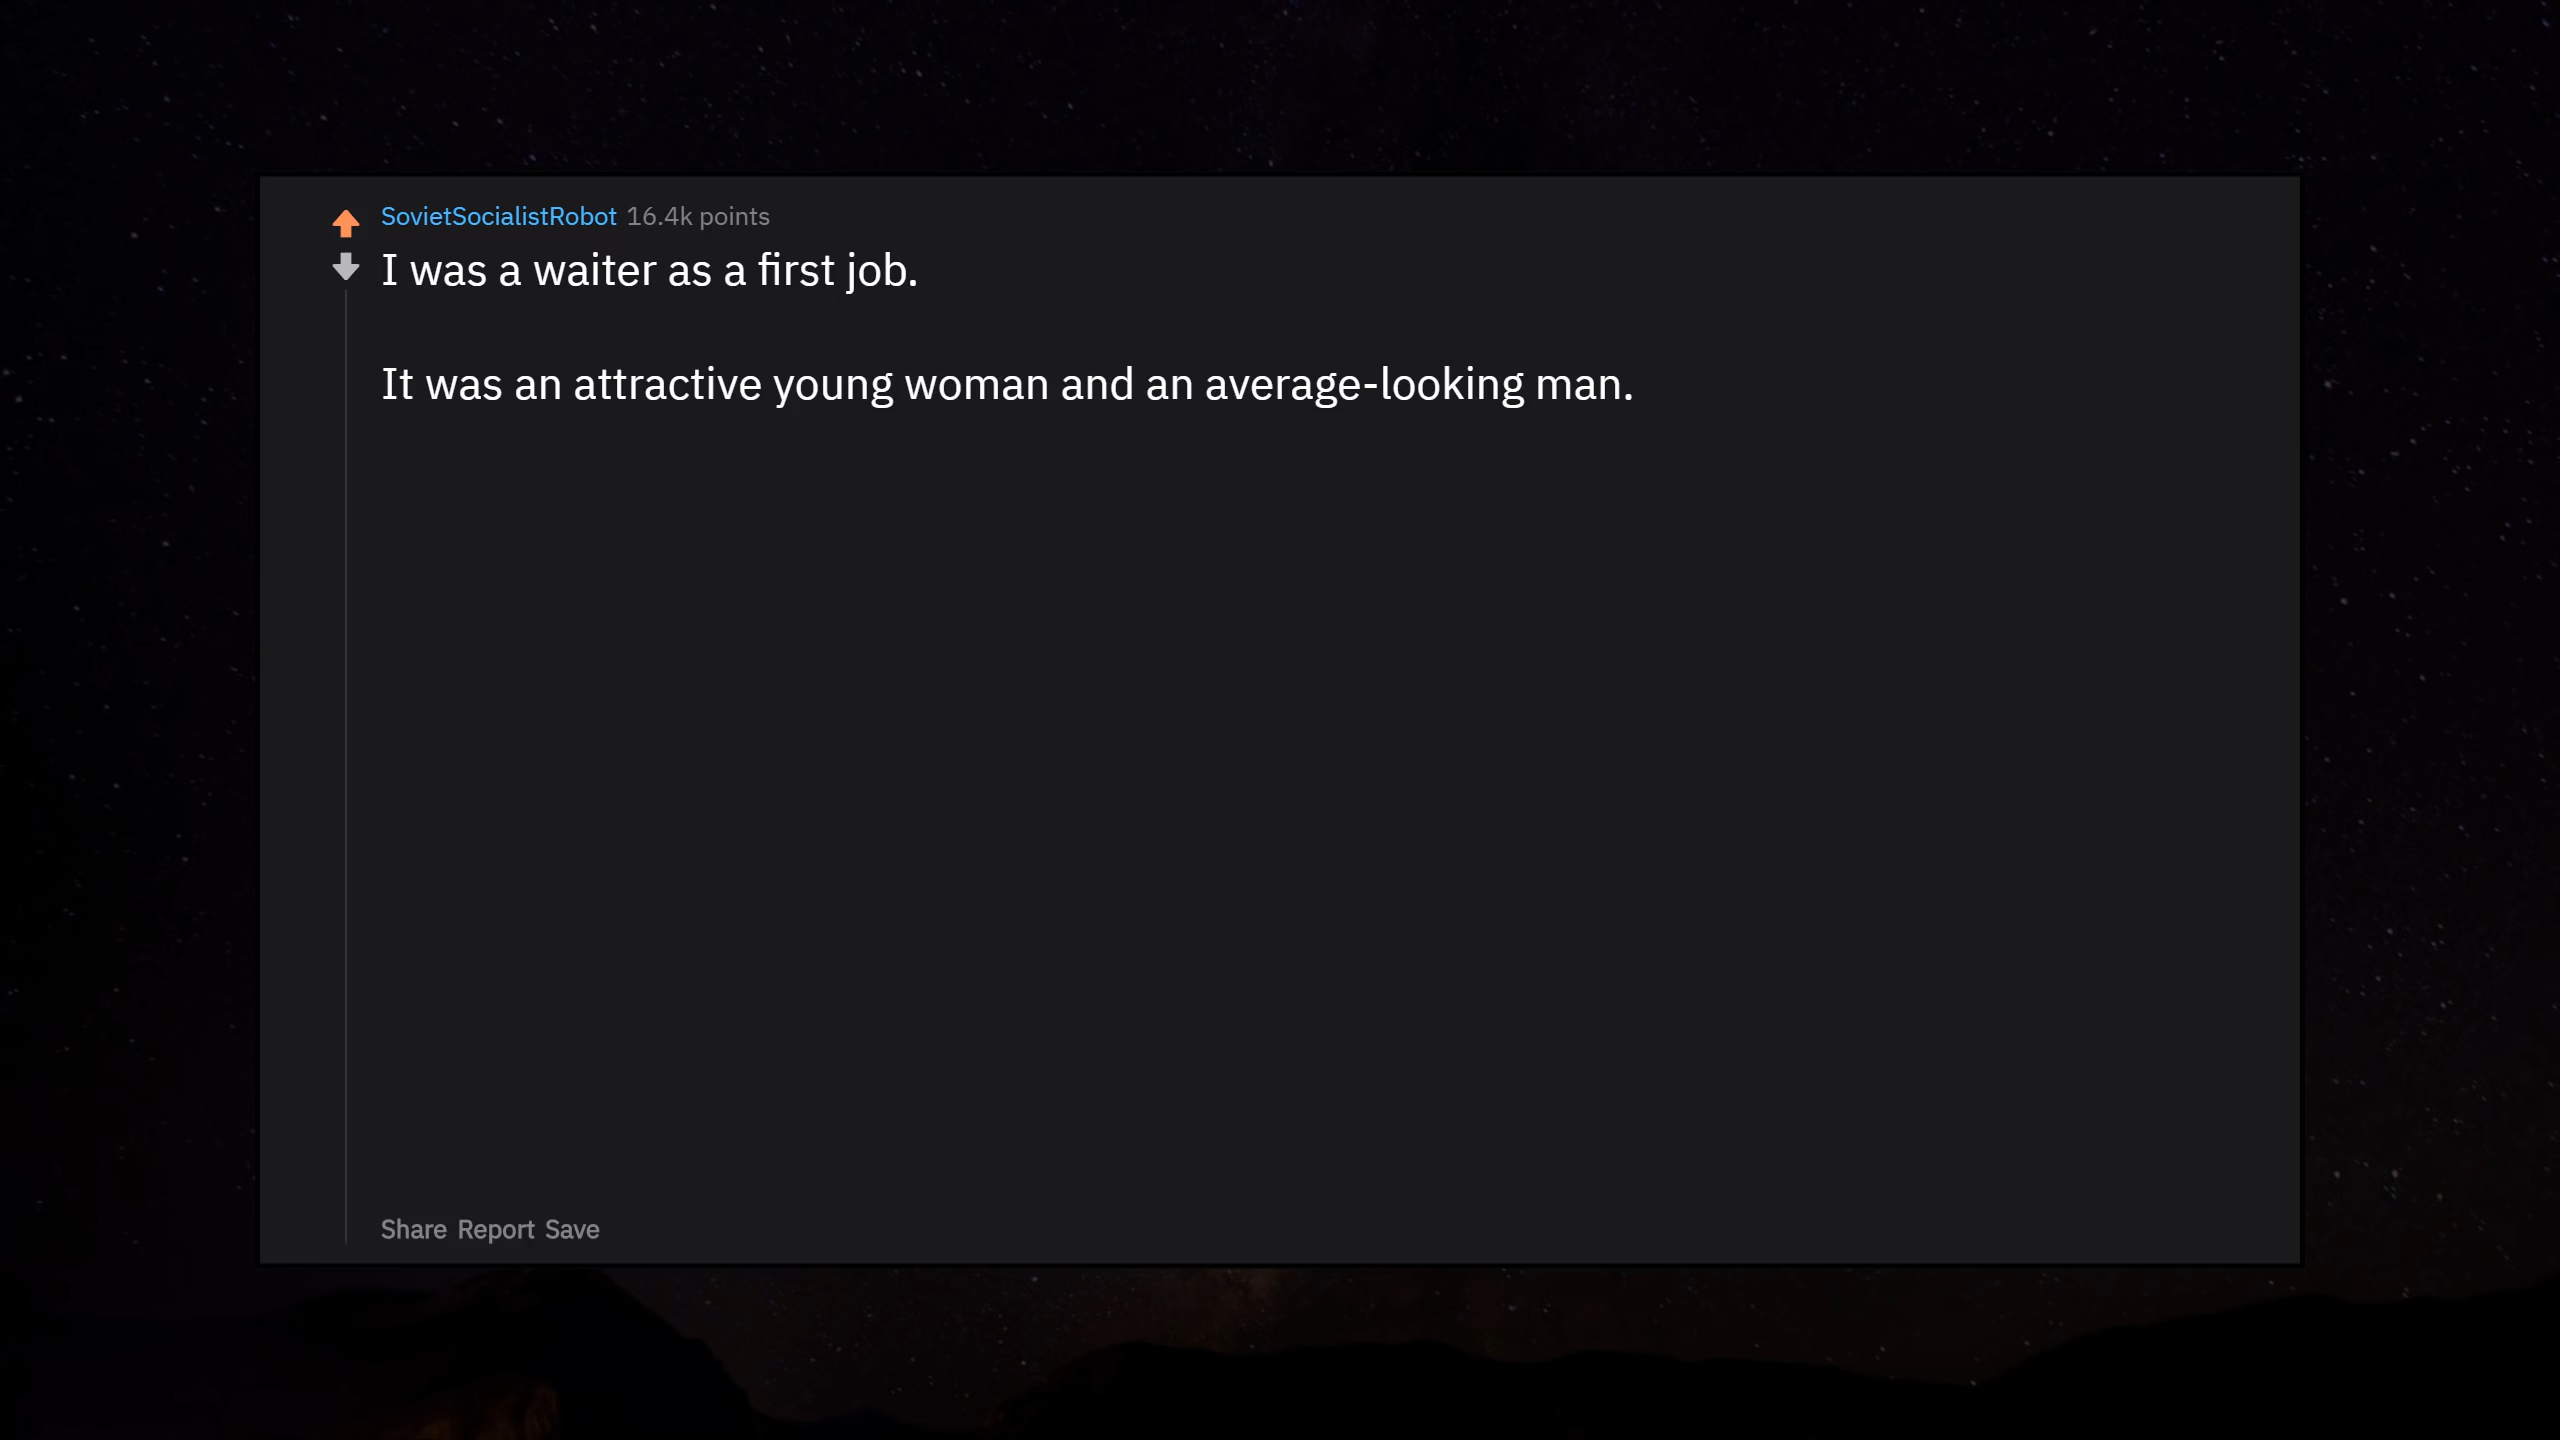 SovietSocialistRobot 16.4k points
I was a waiter as a first job.
It was an attractive young woman and an average-looking man.
Share Report Save